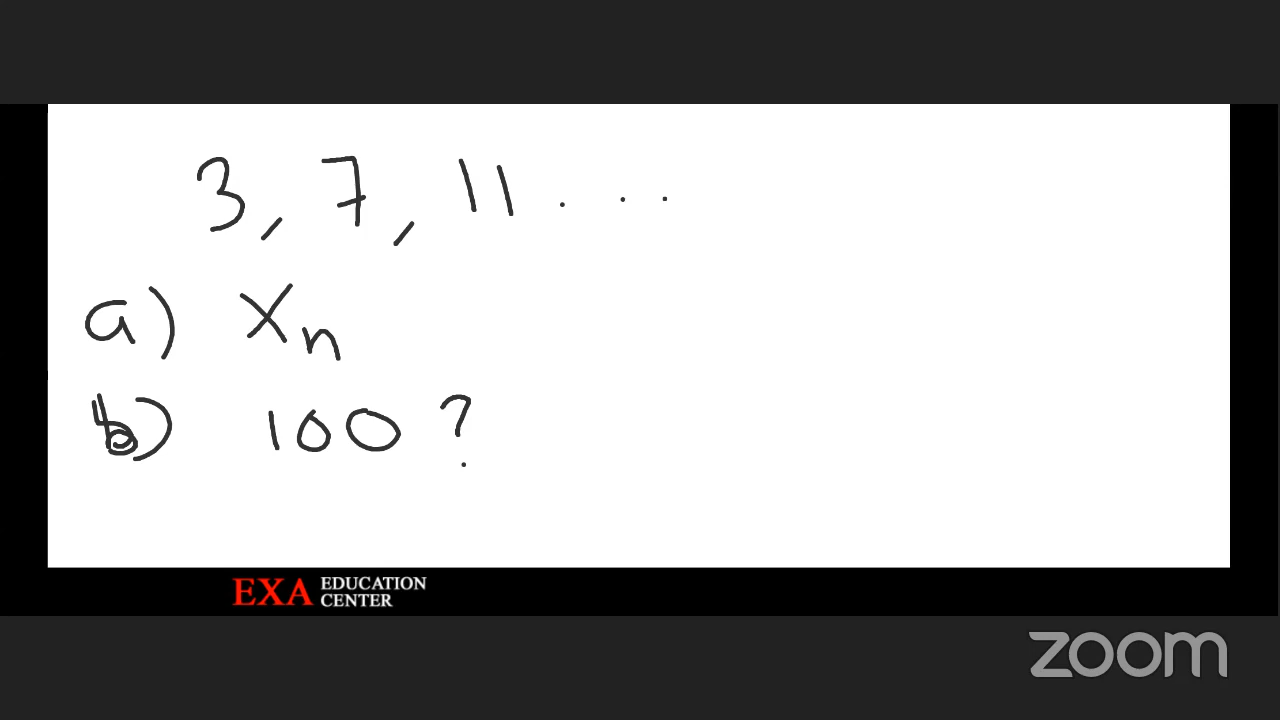 3, 7, 11 . . .
a) xₙ
b) 100 ?
EXA EDUCATION CENTER
zoom